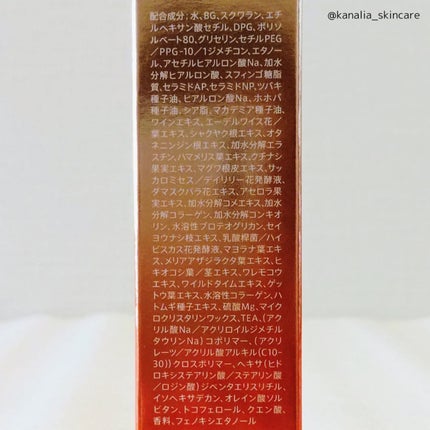 @kanalia_skincare
配合成分:水、BG、スクワラン、エチ
ルヘキサン酸セチル、DPG、ポリソ
ルベート80、グリセリン、セチルPEG
/PPG-10/1ジメチコン、エタノー
ル、アセチルヒアルロン酸Na、加水
分解ヒアルロン酸、スフィンゴ糖脂
質、セラミドAP、セラミドNP、ツバキ
種子油、ヒアルロン酸Na、ホホバ
種子油、シア脂、マカデミア種子油、
ワインエキス、エーデルワイス花/
葉エキス、シャクヤク根エキス、オタ
ネニンジン根エキス、加水分解エラ
スチン、ハマメリス葉エキス、ウチナシ
果実エキス、マグワ根皮エキス、サッ
カロミセス/デイリリー花発酵液、
ダマスクバラ花エキス、アセロラ果
実エキス、加水分解コメエキス、加水
分解コラーゲン、加水分解コンキオ
リン、水溶性プロテオグリカン、セイ
ヨウナシ枝エキス、乳酸桿菌/ハイ
ビスカス花発酵液、マヨラナ葉エキ
ス、メリアアザジラクタ葉エキス、ヒ
キオコシ葉/茎エキス、ワレモコウ
エキス、ワイルドタイムエキス、ゲッ
トウ葉エキス、水溶性コラーゲン、ハ
トムギ種子エキス、硫酸Mg、マイク
ロクリスタリンワックス、TEA、(アク
リル酸Na/アクリロイルジメチル
タウリンNa)コポリマー、(アクリ
レーツ/アクリル酸アルキル(C10-
30))クロスポリマー、ヘキサ(ヒド
ロキシステアリン酸/ステアリン酸
/ロジン酸)ジペンタエリスリチル、
イソヘキサデカン、オレイン酸ソル
ビタン、トコフェロール、クエン酸、
香料、フェノキシエタノール